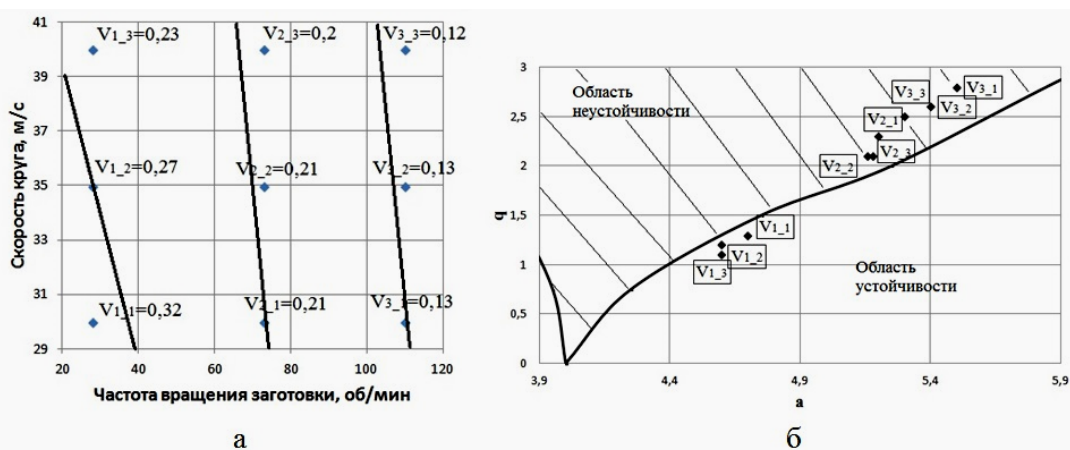 41
39
37
35
33
31
29
Скорость круга, м/с
V1_3=0,23
V2_3=0,2
V3_3=0,12
V1_2=0,27
V2_2=0,21
V3_2=0,13
V1_1=0,32
V2_1=0,21
V3_1=0,13
20 40 60 80 100 120
Частота вращения заготовки, об/мин
а
3
2,5
2
1,5
1
0,5
0
q
Область
неустойчивости
V3_3
V3_1
V3_2
V2_1
V2_3
V2_2
V1_1
V1_2
V1_3
Область
устойчивости
3,9 4,4 4,9 5,4 5,9
a
б